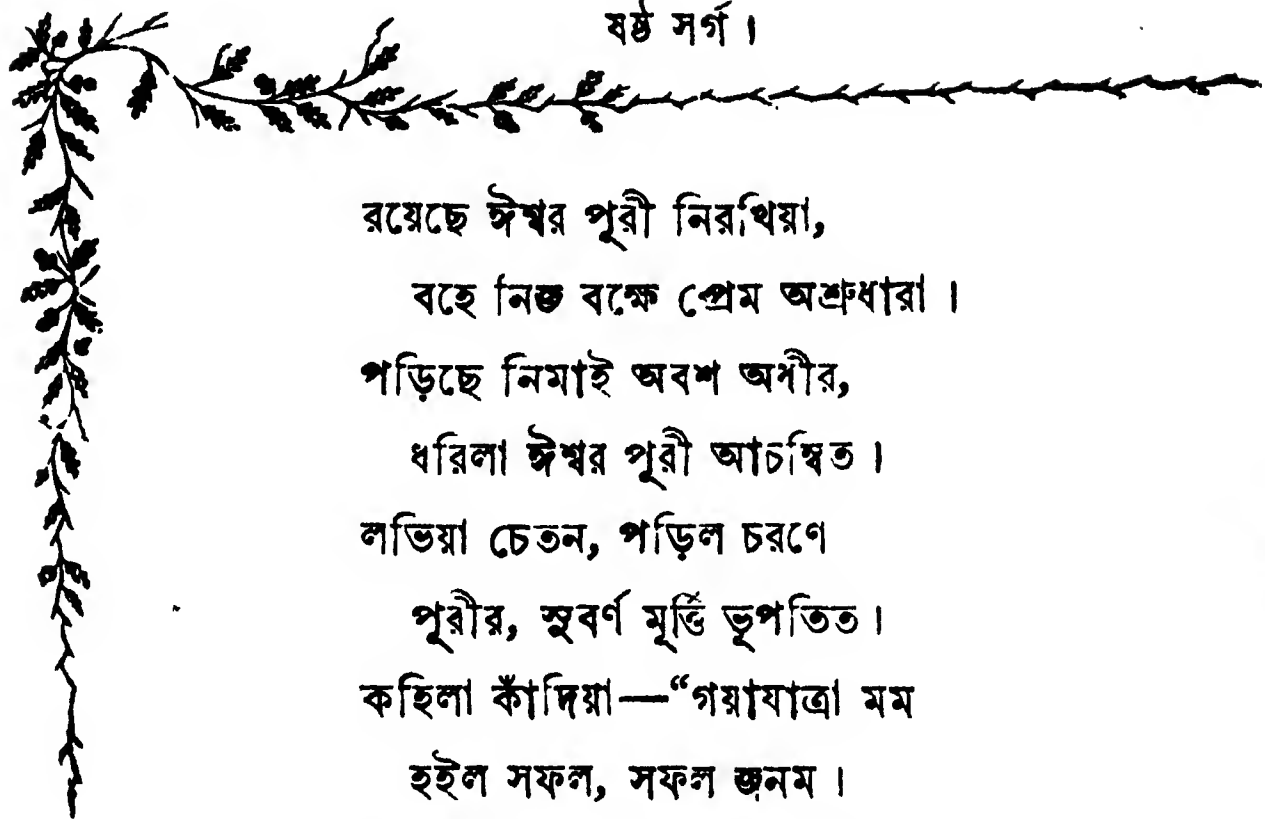 ষষ্ঠ সর্গ।
রয়েছে ঈশ্বর পূরী নিরখিয়া,
বহে নিজ বক্ষে প্রেম অশ্রুধারা।
পড়িছে নিমাই অবশ অধীর,
ধরিলা ঈশ্বর পূরী আচম্বিত।
লভিয়া চেতন, পড়িল চরণে
পূরীর, সুবর্ণ মূর্ত্তি ভূপতিত।
কহিলা কাঁদিয়া—“গয়াযাত্রা মম
হইল সফল, সফল জনম।